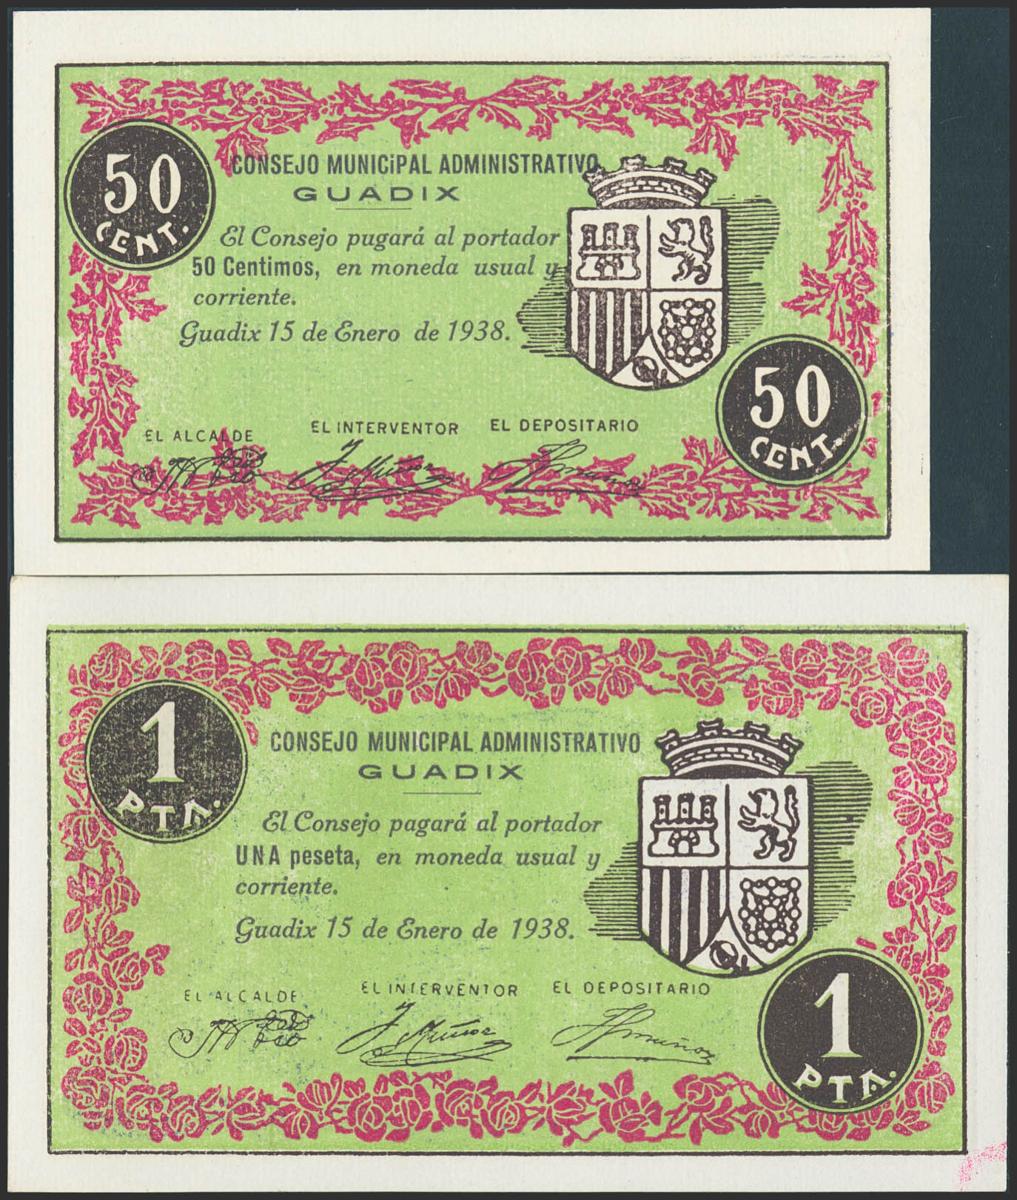 50
CENT.
CONSEJO MUNICIPAL ADMINISTRATIVO
GUADIX
El Consejo pugará al portador
50 Centimos, en moneda usual y
corriente.
Guadix 15 de Enero de 1938.
50
CENT.
EL ALCALDE EL INTERVENTOR EL DEPOSITARIO
1
PTA.
CONSEJO MUNICIPAL ADMINISTRATIVO
GUADIX
El Consejo pagará al portador
UNA peseta, en moneda usual y
corriente.
Guadix 15 de Enero de 1938.
EL ALCALDE EL INTERVENTOR EL DEPOSITARIO
1
PTA.